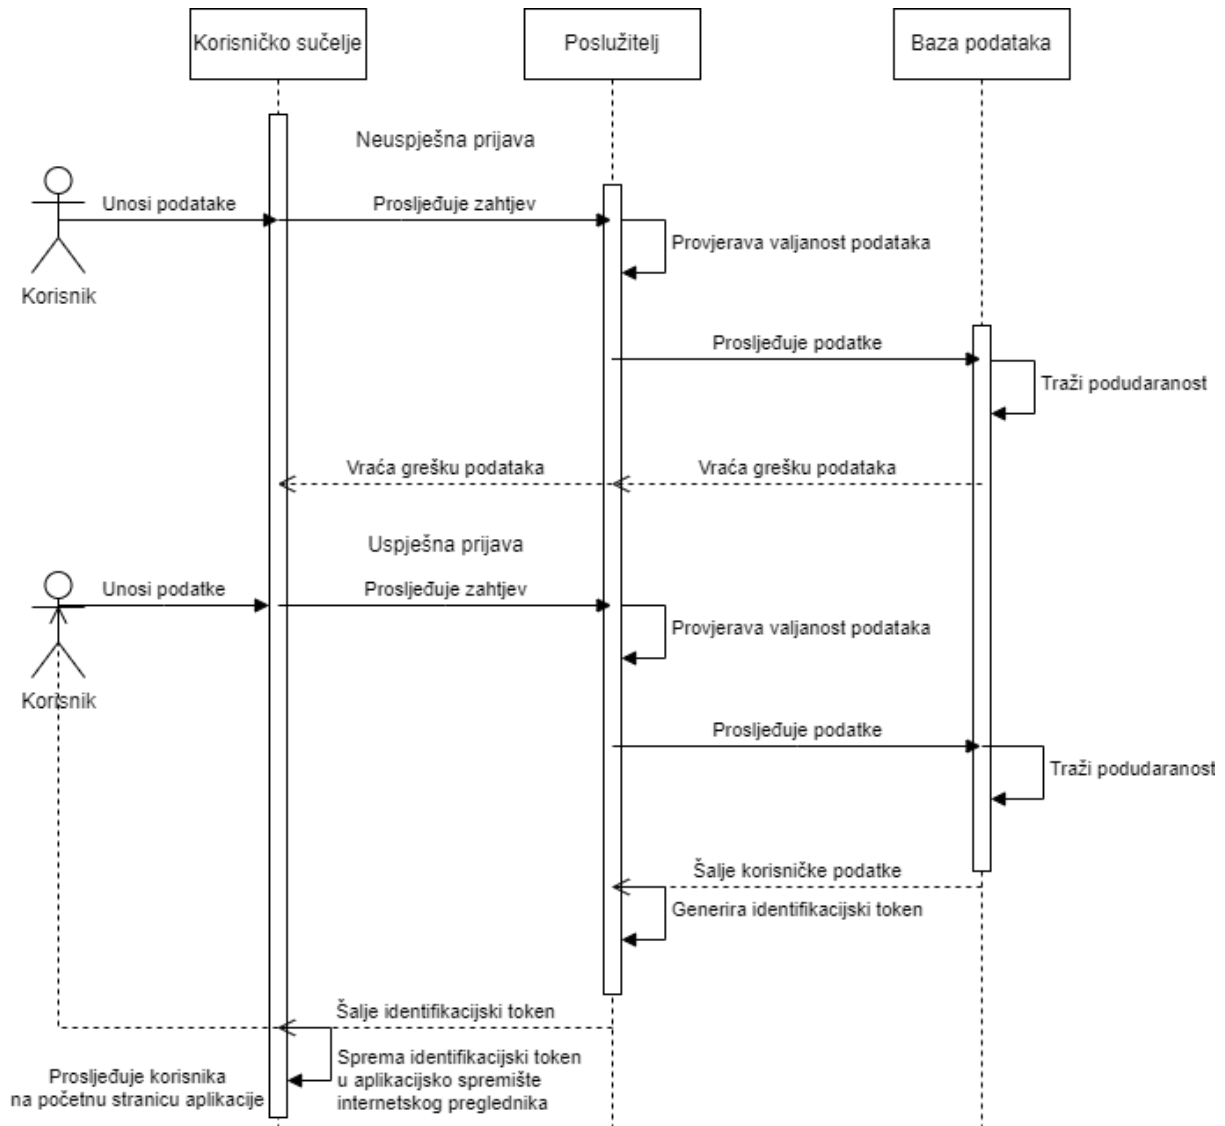 Korisničko sučelje
Poslužitelj
Baza podataka
Neuspješna prijava
Unosi podatake
Prosljeđuje zahtjev
Provjerava valjanost podataka
Korisnik
Prosljeđuje podatke
Traži podudaranost
Vraća grešku podataka
Vraća grešku podataka
Uspješna prijava
Unosi podatke
Prosljeđuje zahtjev
Provjerava valjanost podataka
Korisnik
Prosljeđuje podatke
Traži podudaranost
Šalje korisničke podatke
Generira identifikacijski token
Šalje identifikacijski token
Sprema identifikacijski token
u aplikacijsko spremište
internetskog preglednika
Prosljeđuje korisnika
na početnu stranicu aplikacije